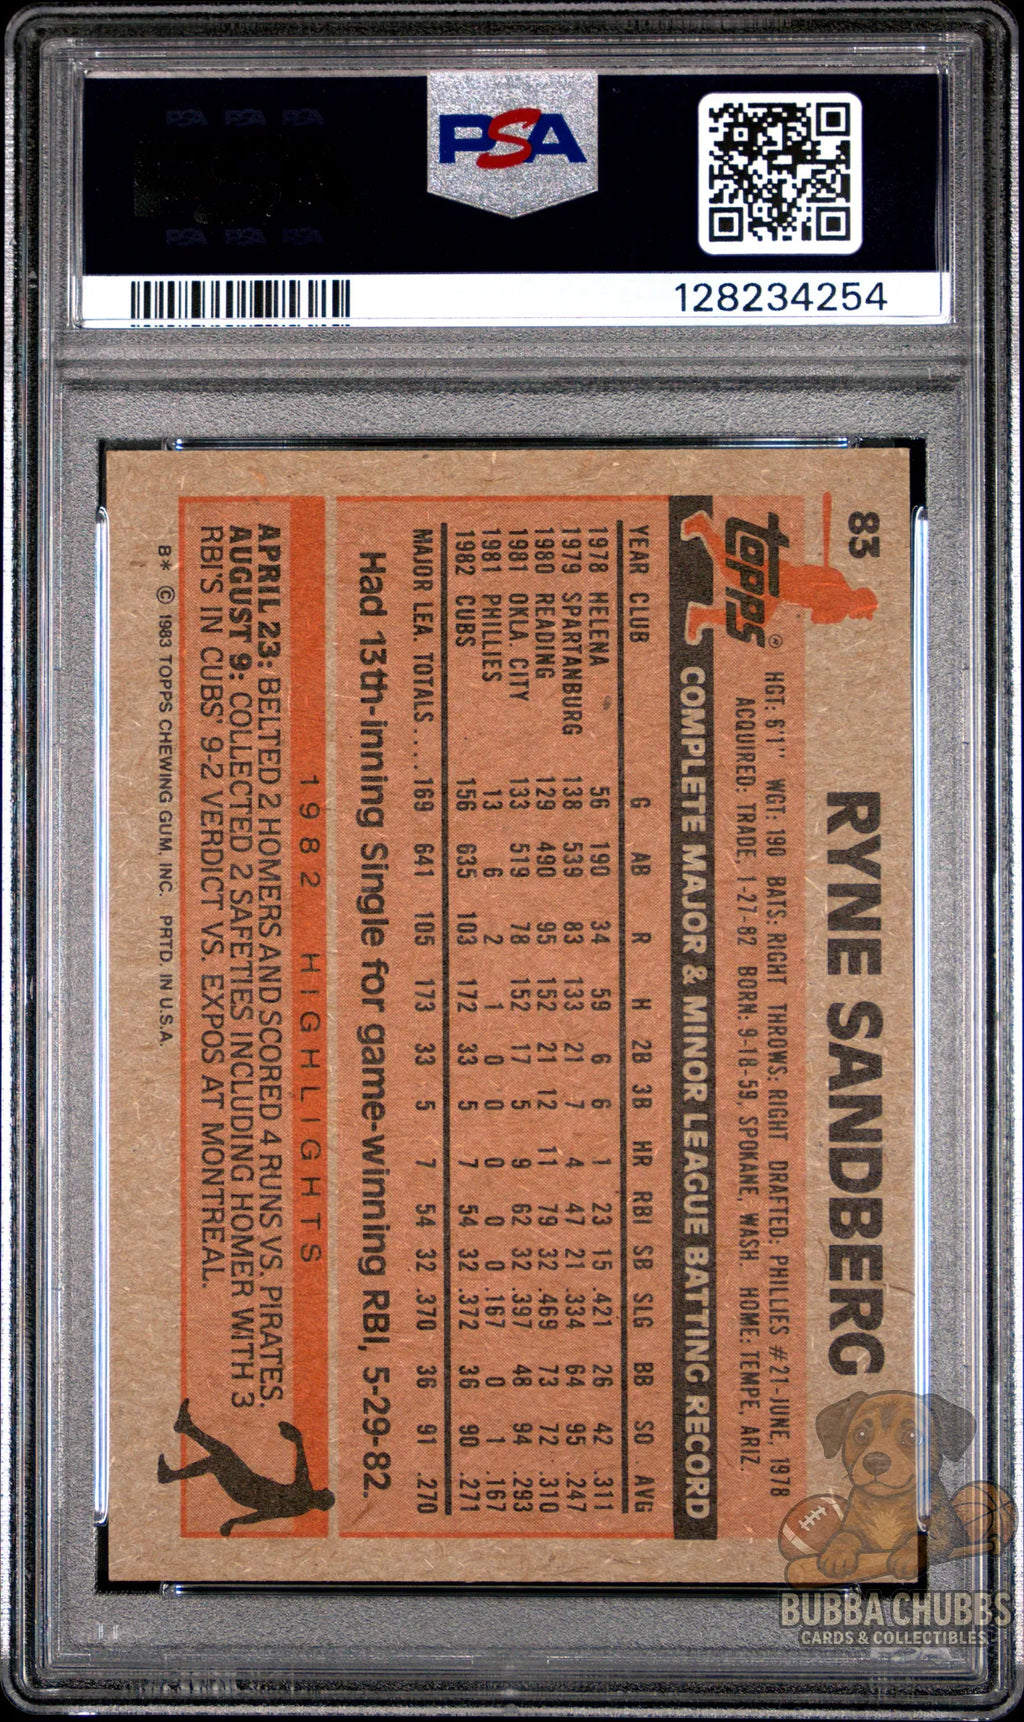 PSA PSA PSA
PSA
PSA PSA PSA
128234254
83
RYNE SANDBERG
topps®
HGT: 6'1" WGT: 190 BATS: RIGHT THROWS: RIGHT DRAFTED: PHILLIES #21-JUNE, 1978
ACQUIRED: TRADE, 1-27-82 BORN: 9-18-59, SPOKANE, WASH. HOME: TEMPE, ARIZ.
COMPLETE MAJOR & MINOR LEAGUE BATTING RECORD
YEAR CLUB G AB R H 2B 3B HR RBI SB SLG BB SO AVG
1978 HELENA 56 190 34 59 6 6 1 23 15 .421 26 42 .311
1979 SPARTANBURG 138 539 83 133 21 7 4 47 21 .334 64 95 .247
1980 READING 129 490 95 152 21 12 11 79 32 .469 73 72 .310
1981 OKLA. CITY 133 519 78 152 17 5 9 62 32 .397 48 94 .293
1981 PHILLIES 13 6 2 1 0 0 0 0 0 .167 0 1 .167
1982 CUBS 156 635 103 172 33 5 7 54 32 .372 36 90 .271
MAJOR LEA. TOTALS.... 169 641 105 173 33 5 7 54 32 .370 36 91 .270
Had 13th-inning Single for game-winning RBI, 5-29-82.
1982 HIGHLIGHTS
APRIL 23: BELTED 2 HOMERS AND SCORED 4 RUNS VS. PIRATES.
AUGUST 9: COLLECTED 2 SAFETIES INCLUDING HOMER WITH 3
RBI'S IN CUBS' 9-2 VERDICT VS. EXPOS AT MONTREAL.
B* © 1983 TOPPS CHEWING GUM, INC. PRTD. IN U.S.A.
BUBBA CHUBBS
CARDS & COLLECTIBLES
PSA